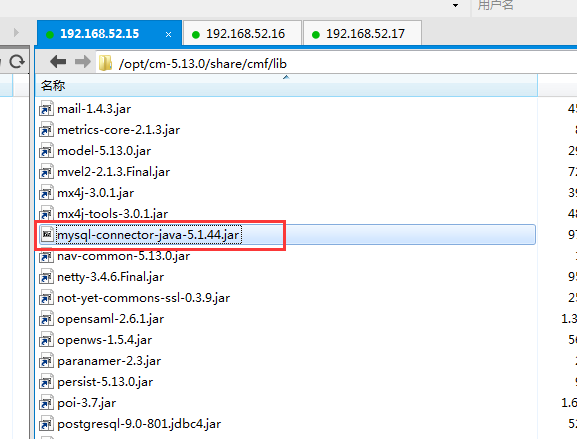 用户名
192.168.52.15 × 192.168.52.16 192.168.52.17
/opt/cm-5.13.0/share/cmf/lib
名称
mail-1.4.3.jar
metrics-core-2.1.3.jar
model-5.13.0.jar
mvel2-2.1.3.Final.jar
mx4j-3.0.1.jar
mx4j-tools-3.0.1.jar
mysql-connector-java-5.1.44.jar
nav-common-5.13.0.jar
netty-3.4.6.Final.jar
not-yet-commons-ssl-0.3.9.jar
opensaml-2.6.1.jar 1.3
openws-1.5.4.jar
paranamer-2.3.jar
persist-5.13.0.jar
poi-3.7.jar 1.6
postgresql-9.0-801.jdbc4.jar